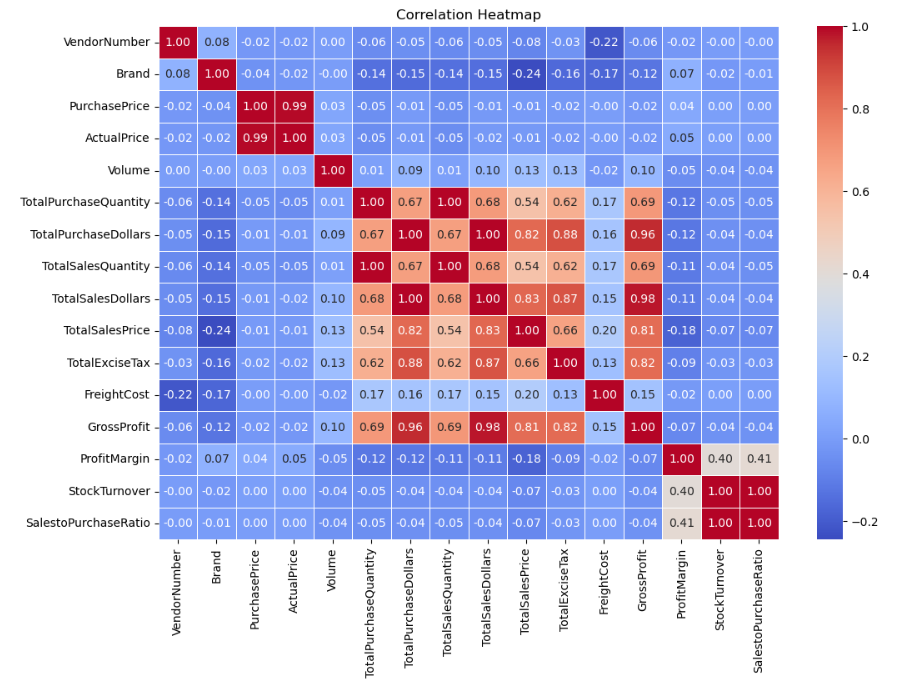 Correlation Heatmap
VendorNumber 1.00 0.08 -0.02 -0.02 0.00 -0.06 -0.05 -0.06 -0.05 -0.08 -0.03 -0.22 -0.06 -0.02 -0.00 -0.00
Brand 0.08 1.00 -0.04 -0.02 -0.00 -0.14 -0.15 -0.14 -0.15 -0.24 -0.16 -0.17 -0.12 0.07 -0.02 -0.01
PurchasePrice -0.02 -0.04 1.00 0.99 0.03 -0.05 -0.01 -0.05 -0.01 -0.01 -0.02 -0.00 -0.02 0.04 0.00 0.00
ActualPrice -0.02 -0.02 0.99 1.00 0.03 -0.05 -0.01 -0.05 -0.02 -0.01 -0.02 -0.00 -0.02 0.05 0.00 0.00
Volume 0.00 -0.00 0.03 0.03 1.00 0.01 0.09 0.01 0.10 0.13 0.13 -0.02 0.10 -0.05 -0.04 -0.04
TotalPurchaseQuantity -0.06 -0.14 -0.05 -0.05 0.01 1.00 0.67 1.00 0.68 0.54 0.62 0.17 0.69 -0.12 -0.05 -0.05
TotalPurchaseDollars -0.05 -0.15 -0.01 -0.01 0.09 0.67 1.00 0.67 1.00 0.82 0.88 0.16 0.96 -0.12 -0.04 -0.04
TotalSalesQuantity -0.06 -0.14 -0.05 -0.05 0.01 1.00 0.67 1.00 0.68 0.54 0.62 0.17 0.69 -0.11 -0.04 -0.05
TotalSalesDollars -0.05 -0.15 -0.01 -0.02 0.10 0.68 1.00 0.68 1.00 0.83 0.87 0.15 0.98 -0.11 -0.04 -0.04
TotalSalesPrice -0.08 -0.24 -0.01 -0.01 0.13 0.54 0.82 0.54 0.83 1.00 0.66 0.20 0.81 -0.18 -0.07 -0.07
TotalExciseTax -0.03 -0.16 -0.02 -0.02 0.13 0.62 0.88 0.62 0.87 0.66 1.00 0.13 0.82 -0.09 -0.03 -0.03
FreightCost -0.22 -0.17 -0.00 -0.00 -0.02 0.17 0.16 0.17 0.15 0.20 0.13 1.00 0.15 -0.02 0.00 0.00
GrossProfit -0.06 -0.12 -0.02 -0.02 0.10 0.69 0.96 0.69 0.98 0.81 0.82 0.15 1.00 -0.07 -0.04 -0.04
ProfitMargin -0.02 0.07 0.04 0.05 -0.05 -0.12 -0.12 -0.11 -0.11 -0.18 -0.09 -0.02 -0.07 1.00 0.40 0.41
StockTurnover -0.00 -0.02 0.00 0.00 -0.04 -0.05 -0.04 -0.04 -0.04 -0.07 -0.03 0.00 -0.04 0.40 1.00 1.00
SalestoPurchaseRatio -0.00 -0.01 0.00 0.00 -0.04 -0.05 -0.04 -0.05 -0.04 -0.07 -0.03 0.00 -0.04 0.41 1.00 1.00
VendorNumber
Brand
PurchasePrice
ActualPrice
Volume
TotalPurchaseQuantity
TotalPurchaseDollars
TotalSalesQuantity
TotalSalesDollars
TotalSalesPrice
TotalExciseTax
FreightCost
GrossProfit
ProfitMargin
StockTurnover
SalestoPurchaseRatio
1.0
0.8
0.6
0.4
0.2
0.0
−0.2